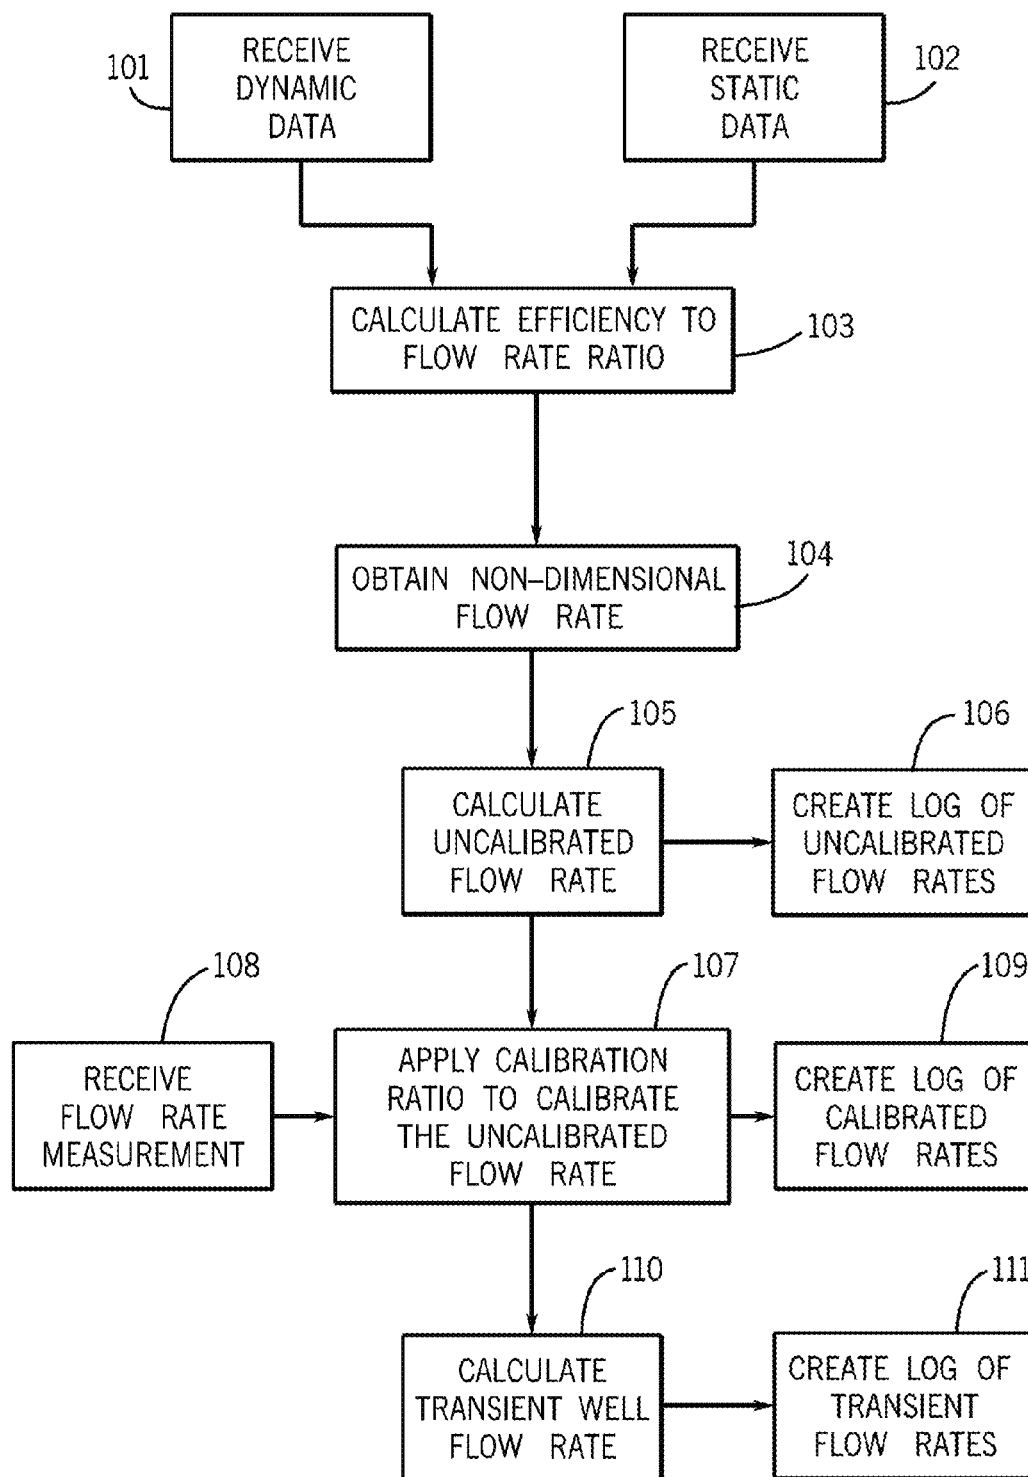 101
RECEIVE
DYNAMIC
DATA
RECEIVE
STATIC
DATA
102
CALCULATE EFFICIENCY TO
FLOW RATE RATIO
103
OBTAIN NON-DIMENSIONAL
FLOW RATE
104
105
CALCULATE
UNCALIBRATED
FLOW RATE
106
CREATE LOG OF
UNCALIBRATED
FLOW RATES
108
RECEIVE
FLOW RATE
MEASUREMENT
107
APPLY CALIBRATION
RATIO TO CALIBRATE
THE UNCALIBRATED
FLOW RATE
109
CREATE LOG OF
CALIBRATED
FLOW RATES
110
CALCULATE
TRANSIENT WELL
FLOW RATE
111
CREATE LOG OF
TRANSIENT
FLOW RATES